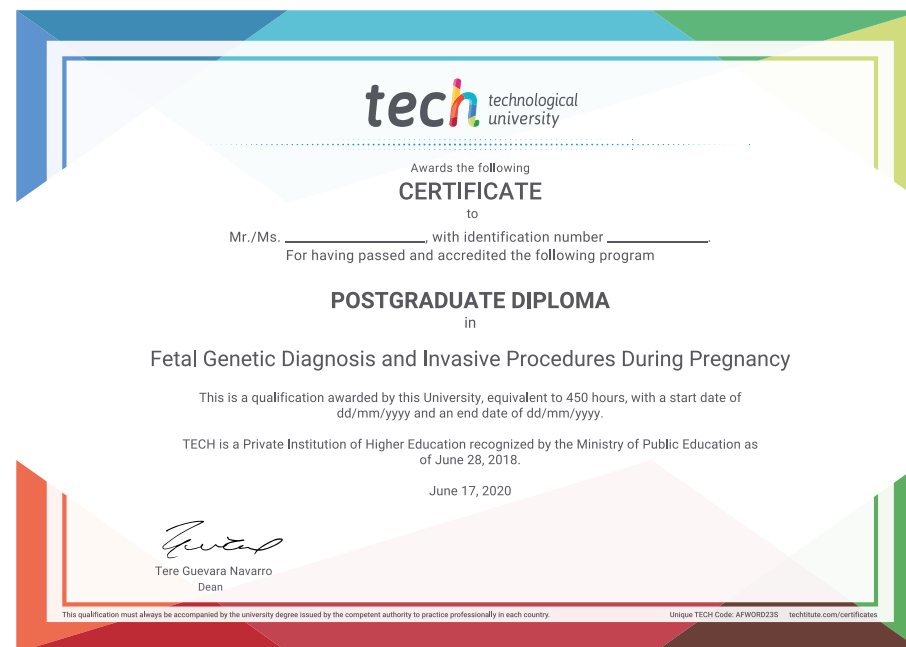 tech technological
university
Awards the following
CERTIFICATE
to
Mr./Ms. ____________________, with identification number ______________.
For having passed and accredited the following program
POSTGRADUATE DIPLOMA
in
Fetal Genetic Diagnosis and Invasive Procedures During Pregnancy
This is a qualification awarded by this University, equivalent to 450 hours, with a start date of
dd/mm/yyyy and an end date of dd/mm/yyyy.
TECH is a Private Institution of Higher Education recognized by the Ministry of Public Education as
of June 28, 2018.
June 17, 2020
Tere Guevara Navarro
Dean
This qualification must always be accompanied by the university degree issued by the competent authority to practice professionally in each country. Unique TECH Code: AFWORD23S techtitute.com/certificates